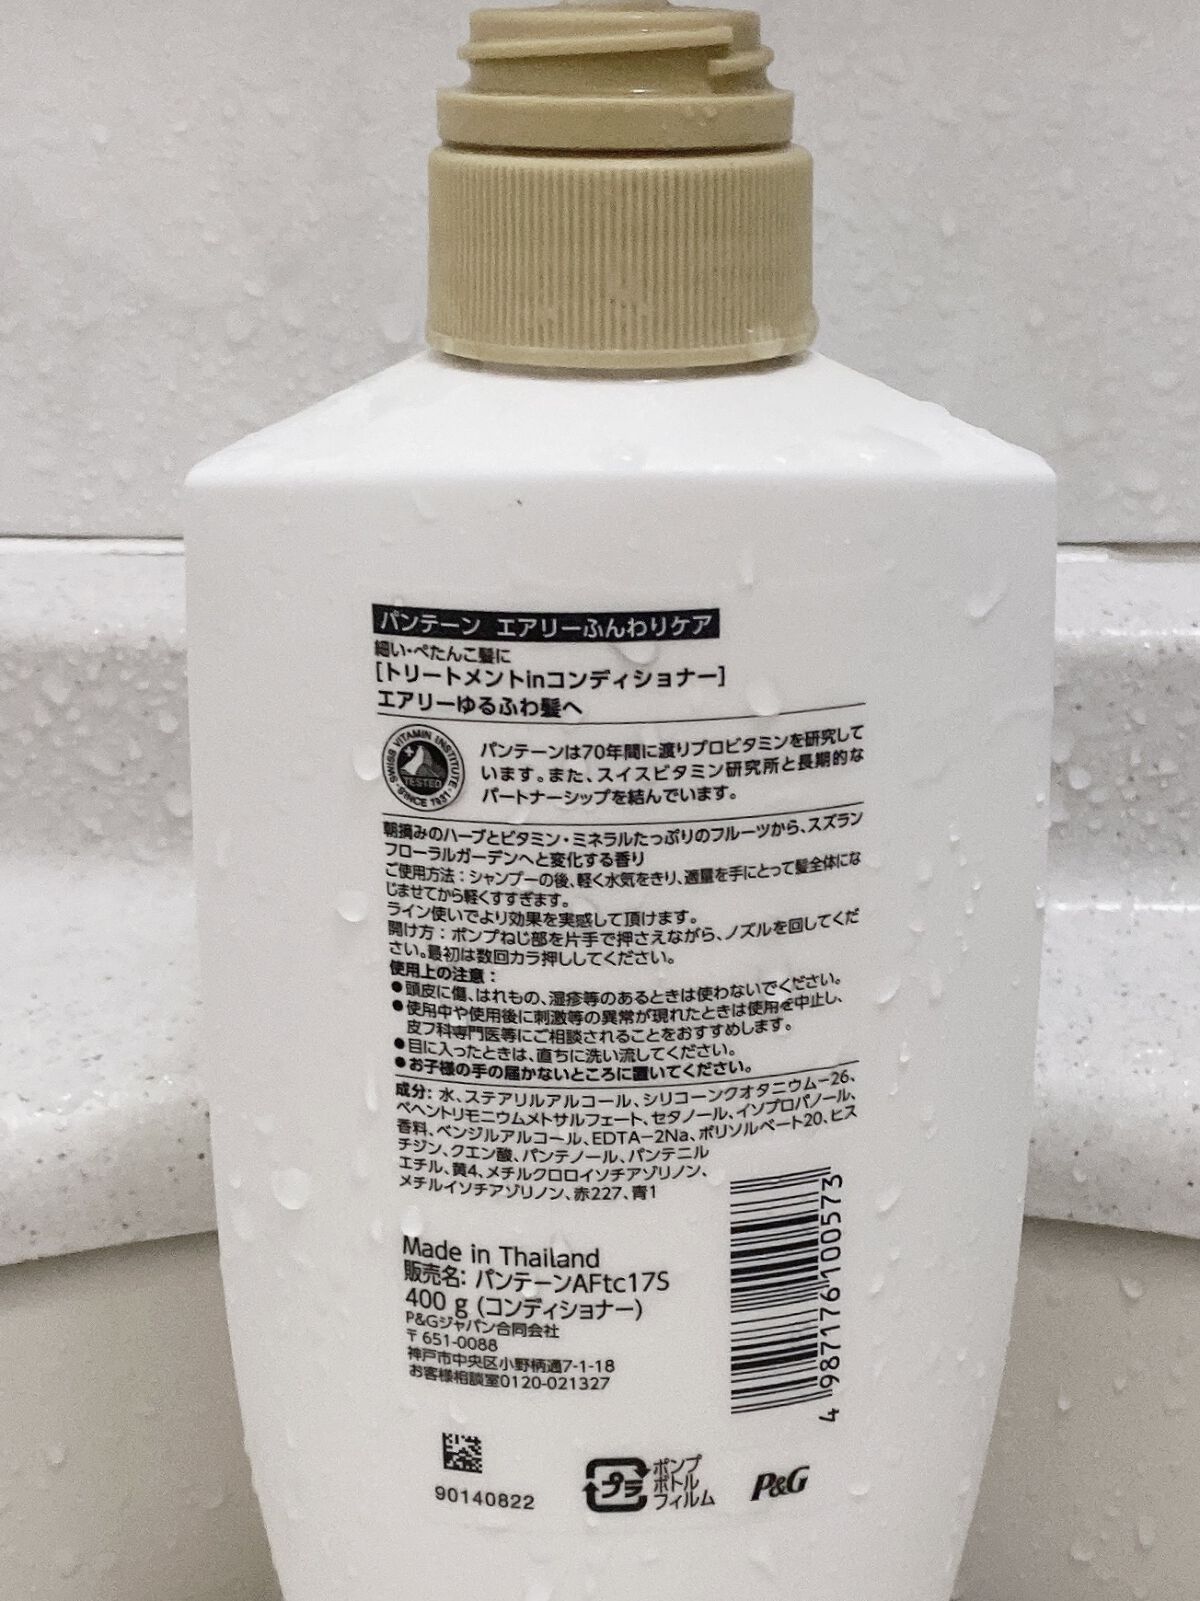 パンテーン エアリーふんわりケア
細い・ぺたんこ髪に
[トリートメントinコンディショナー]
エアリーゆるふわ髪へ
SWISS VITAMIN INSTITUTE
TESTED
SINCE 1931
パンテーンは70年間に渡りプロビタミンを研究して
います。また、スイスビタミン研究所と長期的な
パートナーシップを結んでいます。
朝摘みのハーブとビタミン・ミネラルたっぷりのフルーツから、スズラン
フローラルガーデンへと変化する香り
ご使用方法：シャンプーの後、軽く水気をきり、適量を手にとって髪全体にな
じませてから軽くすすぎます。
ライン使いでより効果を実感して頂けます。
開け方：ポンプねじ部を片手で押さえながら、ノズルを回してくだ
さい。最初は数回カラ押ししてください。
使用上の注意：
●頭皮に傷、はれもの、湿疹等のあるときは使わないでください。
●使用中や使用後に刺激等の異常が現れたときは使用を中止し、
皮フ科専門医等にご相談されることをおすすめします。
●目に入ったときは、直ちに洗い流してください。
●お子様の手の届かないところに置いてください。
成分: 水、ステアリルアルコール、シリコーンクオタニウム-26、
ベヘントリモニウムメトサルフェート、セタノール、イソプロパノール、
香料、ベンジルアルコール、EDTA-2Na、ポリソルベート20、ヒス
チジン、クエン酸、パンテノール、パンテニル
エチル、黄4、メチルクロロイソチアゾリノン、
メチルイソチアゾリノン、赤227、青1
Made in Thailand
販売名: パンテーンAFtc17S
400 g (コンディショナー)
P&Gジャパン合同会社
〒651-0088
神戸市中央区小野柄通7-1-18
お客様相談室0120-021327
4 987176 100573
90140822
プラ
ポンプ
ボトル
フィルム
P&G